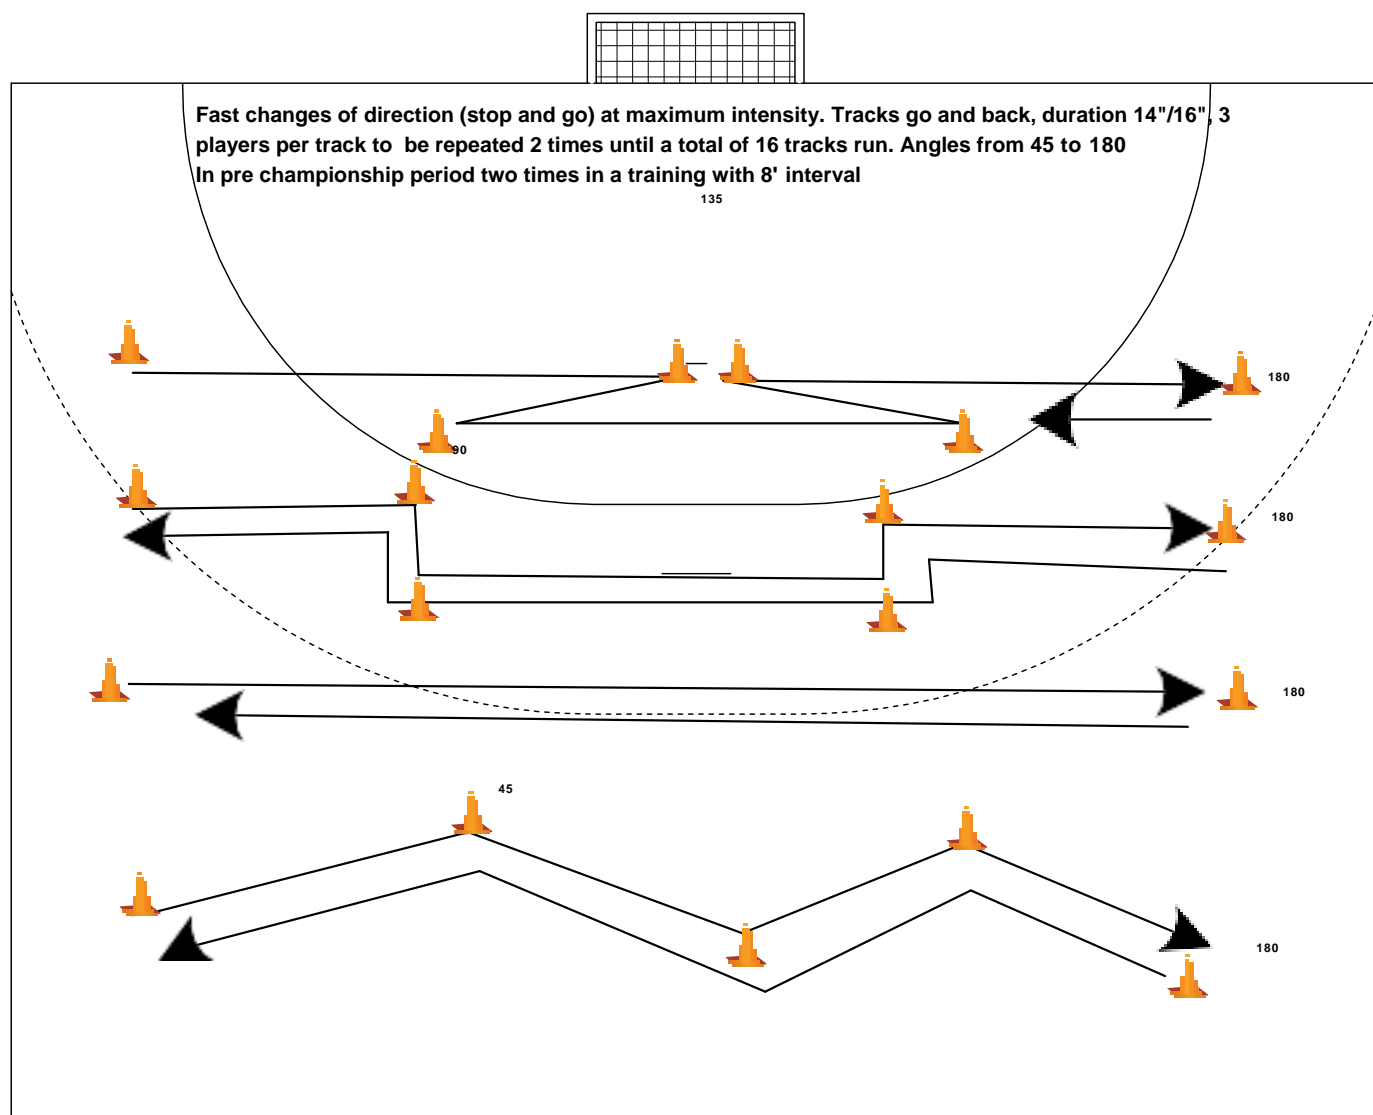 Fast changes of direction (stop and go) at maximum intensity. Tracks go and back, duration 14"/16", 3
players per track to  be repeated 2 times until a total of 16 tracks run. Angles from 45 to 180
In pre championship period two times in a training with 8' interval
135
180
90
180
180
45
180